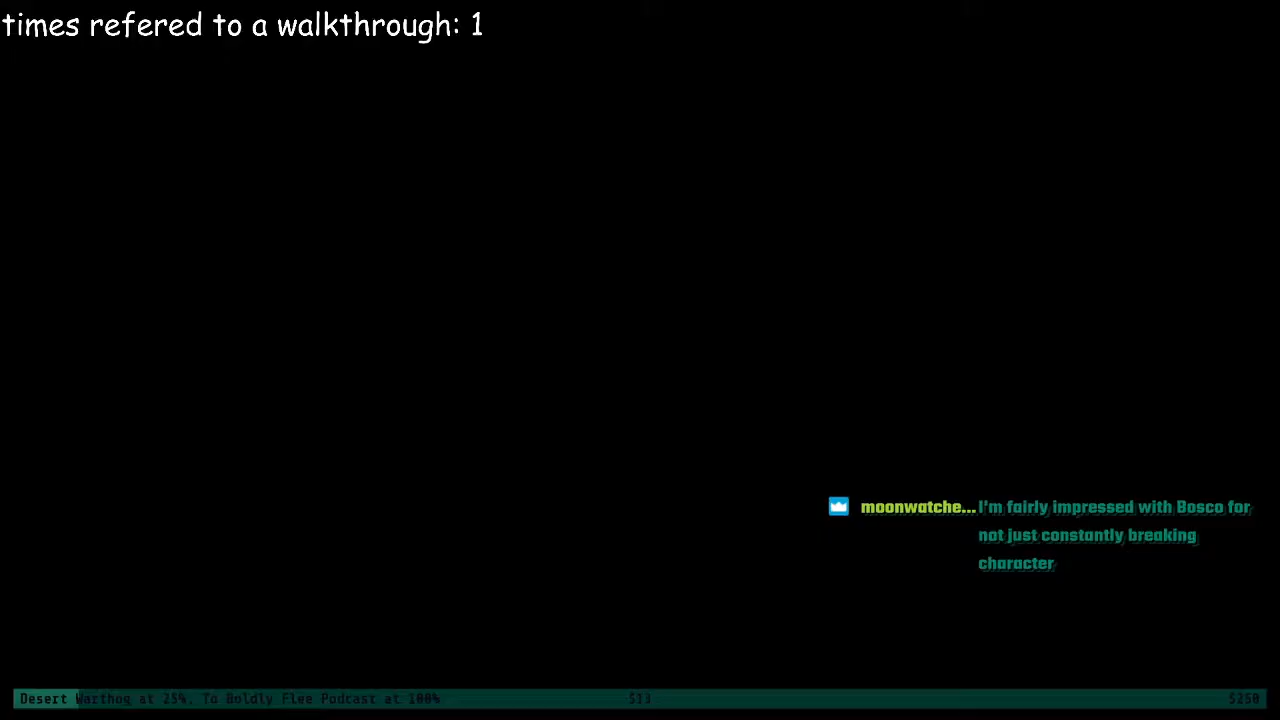 times refered to a walkthrough: 1
moonwatche... I'm fairly impressed with Bosco for
not just constantly breaking
character
Desert Warthog at 25%, To Boldly Flee Podcast at 100% $13 $250